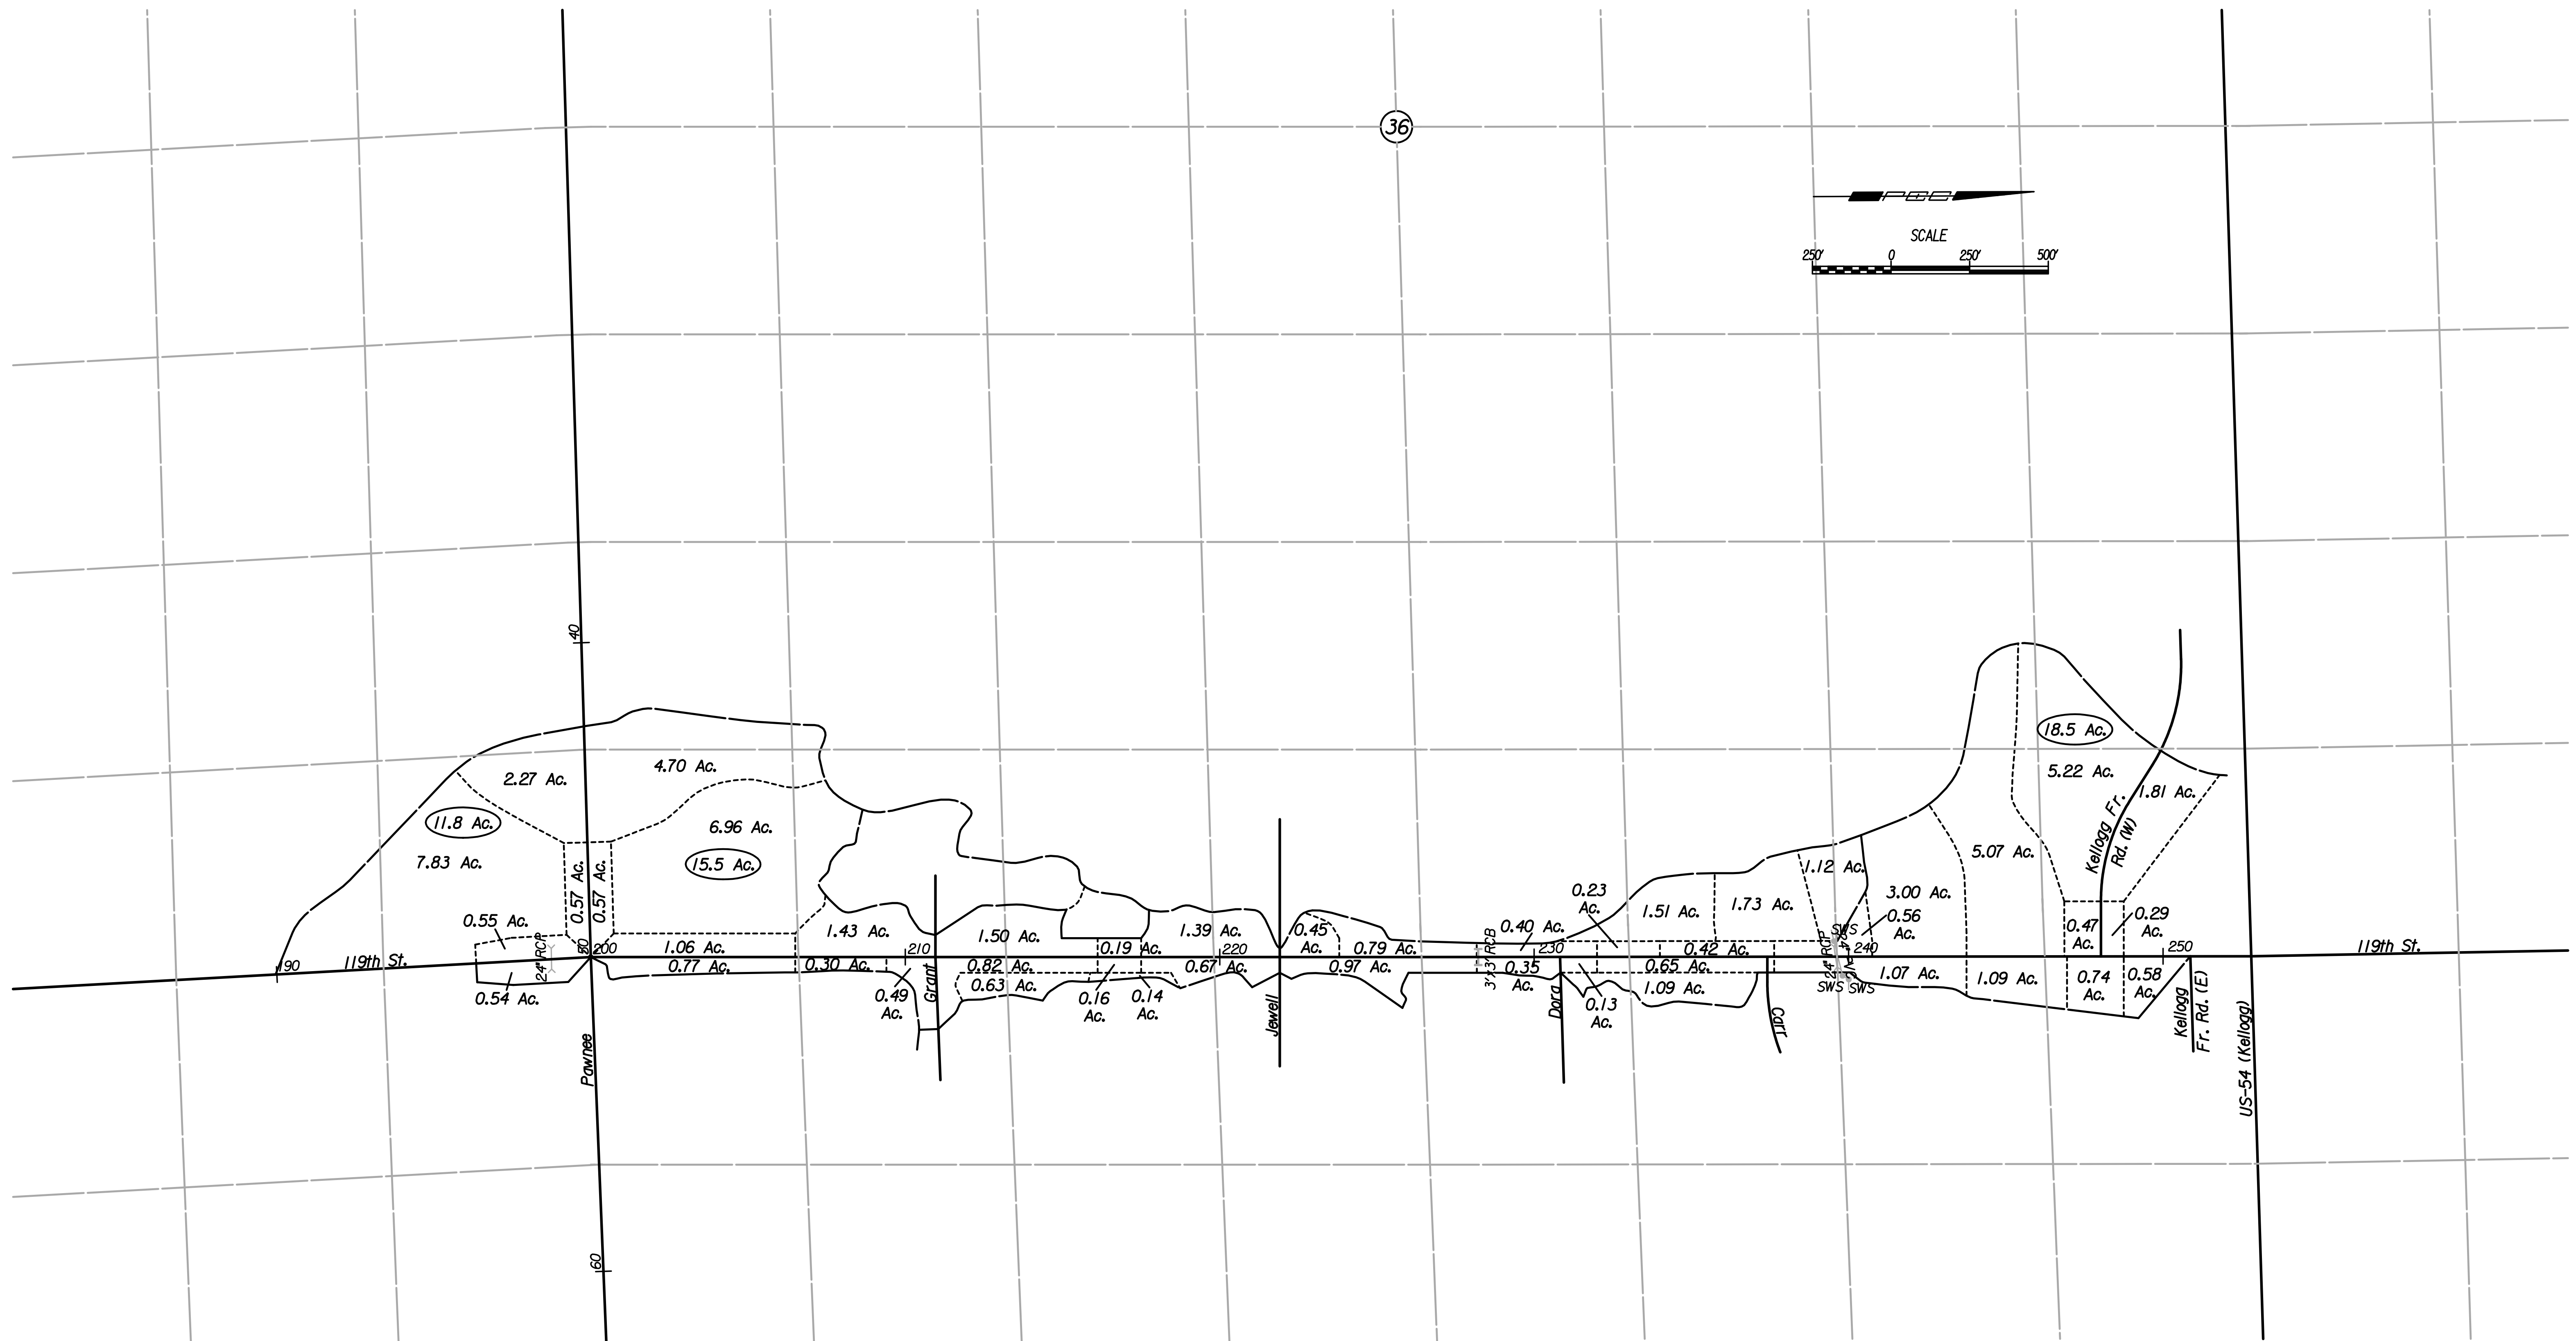 36
SCALE
250' 0 250' 500'
40
18.5 Ac.
4.70 Ac.
2.27 Ac.
5.22 Ac.
1.81 Ac.
11.8 Ac.
6.96 Ac.
15.5 Ac.
7.83 Ac.
Kellogg Fr.
Rd. (W)
5.07 Ac.
1.12 Ac.
0.57 Ac.
0.57 Ac.
0.23
Ac.
3.00 Ac.
1.73 Ac.
1.51 Ac.
0.55 Ac.
0.56
Ac.
0.29
Ac.
0.47
Ac.
0.40 Ac.
1.43 Ac.
1.50 Ac.
1.39 Ac.
0.45
Ac.
SWS
24" RCP
50
200
1.06 Ac.
210
0.19 Ac.
220
0.79 Ac.
3'x3' RCB
230
0.42 Ac.
24" RCP
240
250
119th St.
190
119th St.
0.77 Ac.
0.30 Ac.
0.82 Ac.
0.67 Ac.
0.97 Ac.
0.35
Ac.
0.65 Ac.
1.07 Ac.
1.09 Ac.
0.74
Ac.
0.58
Ac.
0.54 Ac.
0.49
Ac.
Grant
0.63 Ac.
0.16
Ac.
0.14
Ac.
Jewell
Dora
0.13
Ac.
1.09 Ac.
SWS
SWS
Carr
Kellogg
Fr. Rd. (E)
US-54 (Kellogg)
Pawnee
60